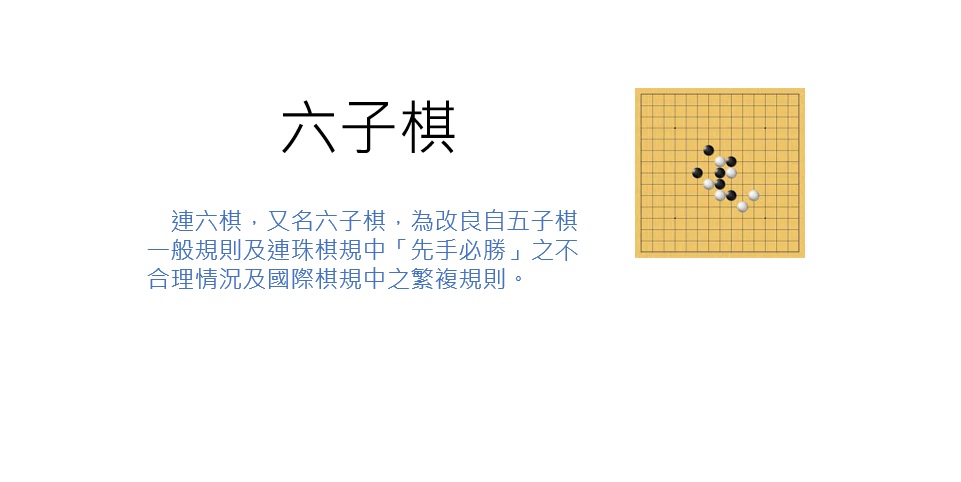 六子棋
連六棋，又名六子棋，為改良自五子棋
一般規則及連珠棋規中「先手必勝」之不
合理情況及國際棋規中之繁複規則。